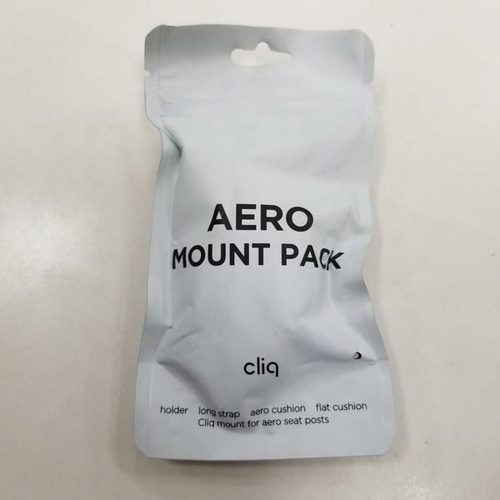 AERO
MOUNT PACK
cliq
holder long strap aero cushion flat cushion
Cliq mount for aero seat posts